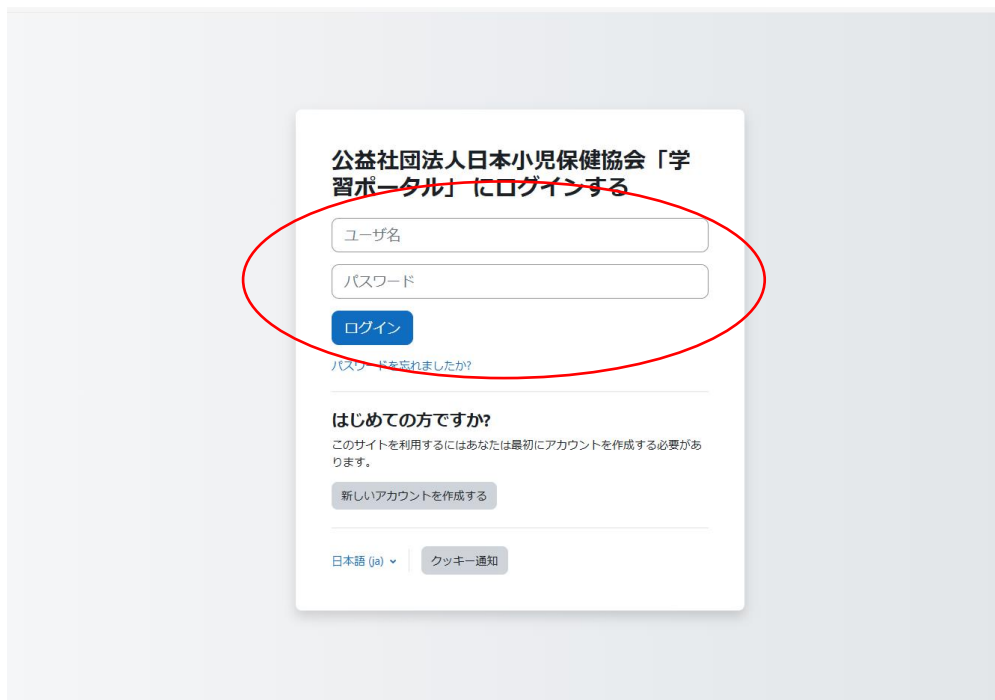 公益社団法人日本小児保健協会「学
習ポータル」にログインする
ユーザ名
パスワード
ログイン
パスワードを忘れましたか?
はじめての方ですか?
このサイトを利用するにはあなたは最初にアカウントを作成する必要があ
ります。
新しいアカウントを作成する
日本語 (ja)
クッキー通知